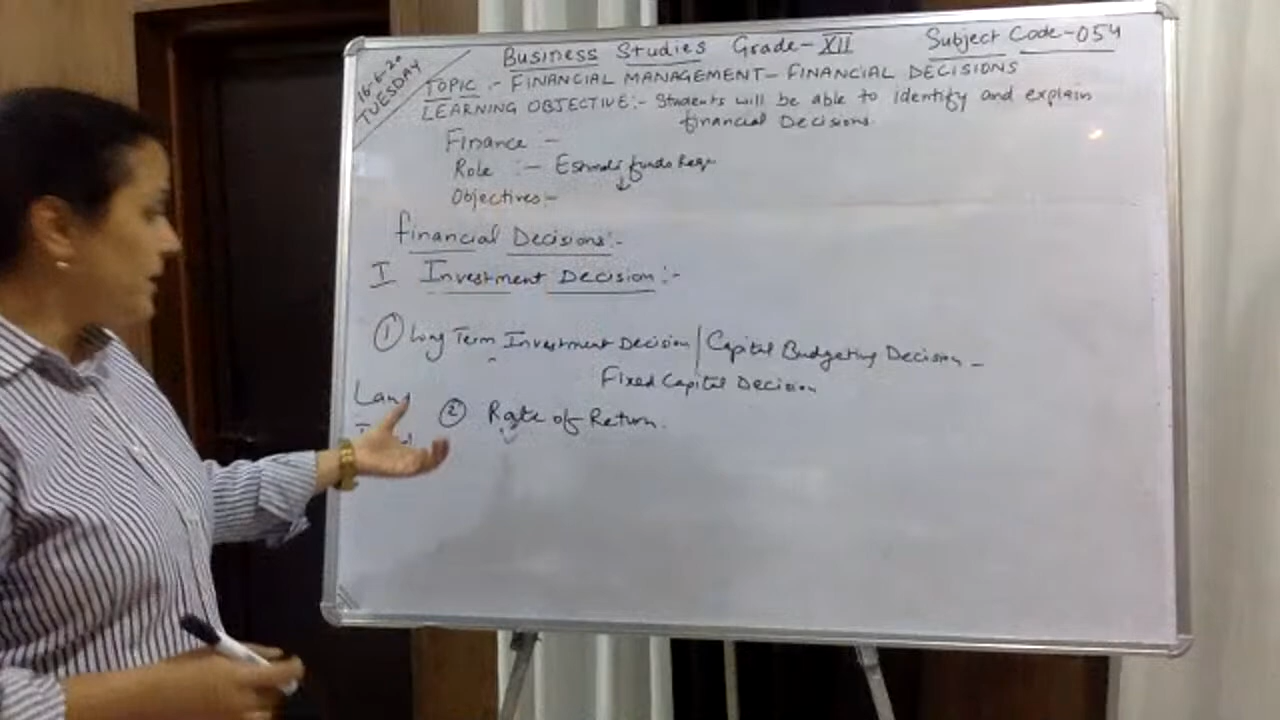 Business Studies Grade-XII Subject Code-054
16-6-20
TUESDAY
TOPIC :- FINANCIAL MANAGEMENT- FINANCIAL DECISIONS
LEARNING OBJECTIVE:- Students will be able to identify and explain
financial Decisions.
Finance -
Role :- funds
Objectives:-
financial Decisions:-
I Investment Decision:-
① Long Term Investment Decision | Capital Budgeting Decision -
Fixed Capital Decision
② Rate of Return.